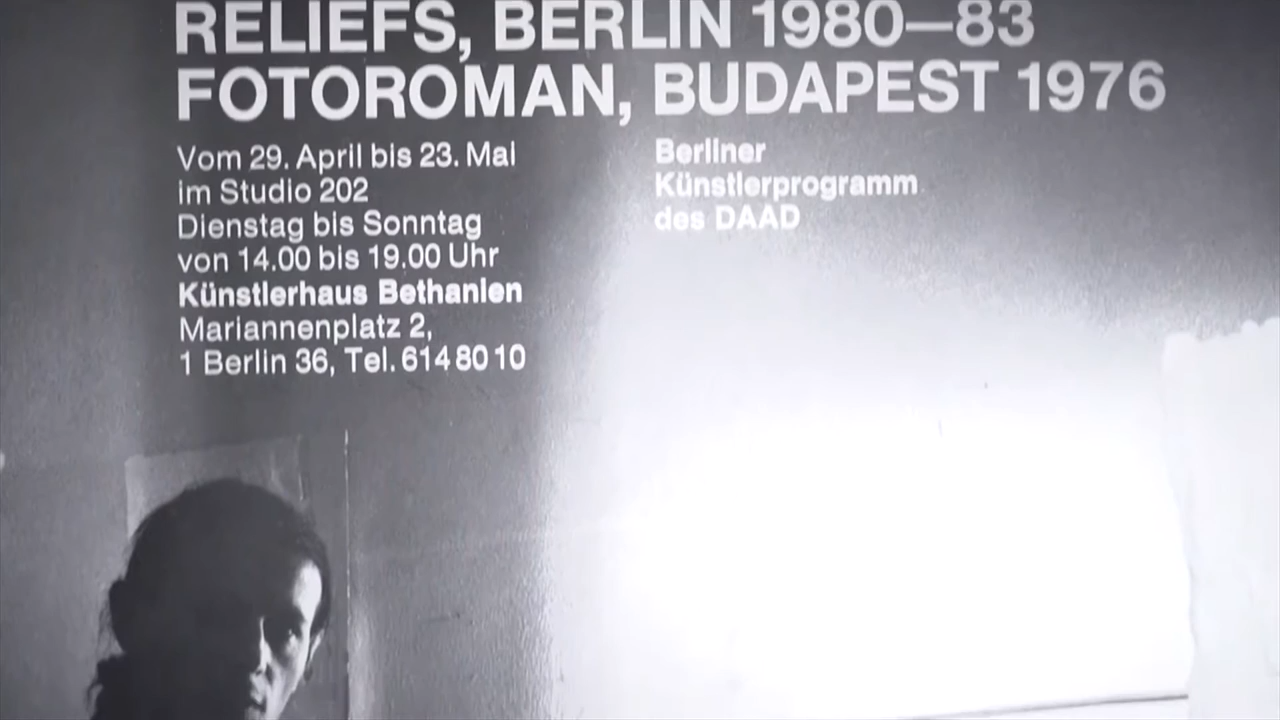 RELIEFS, BERLIN 1980—83
FOTOROMAN, BUDAPEST 1976
Vom 29. April bis 23. Mai
im Studio 202
Dienstag bis Sonntag
von 14.00 bis 19.00 Uhr
Künstlerhaus Bethanien
Mariannenplatz 2,
1 Berlin 36, Tel. 614 80 10
Berliner
Künstlerprogramm
des DAAD